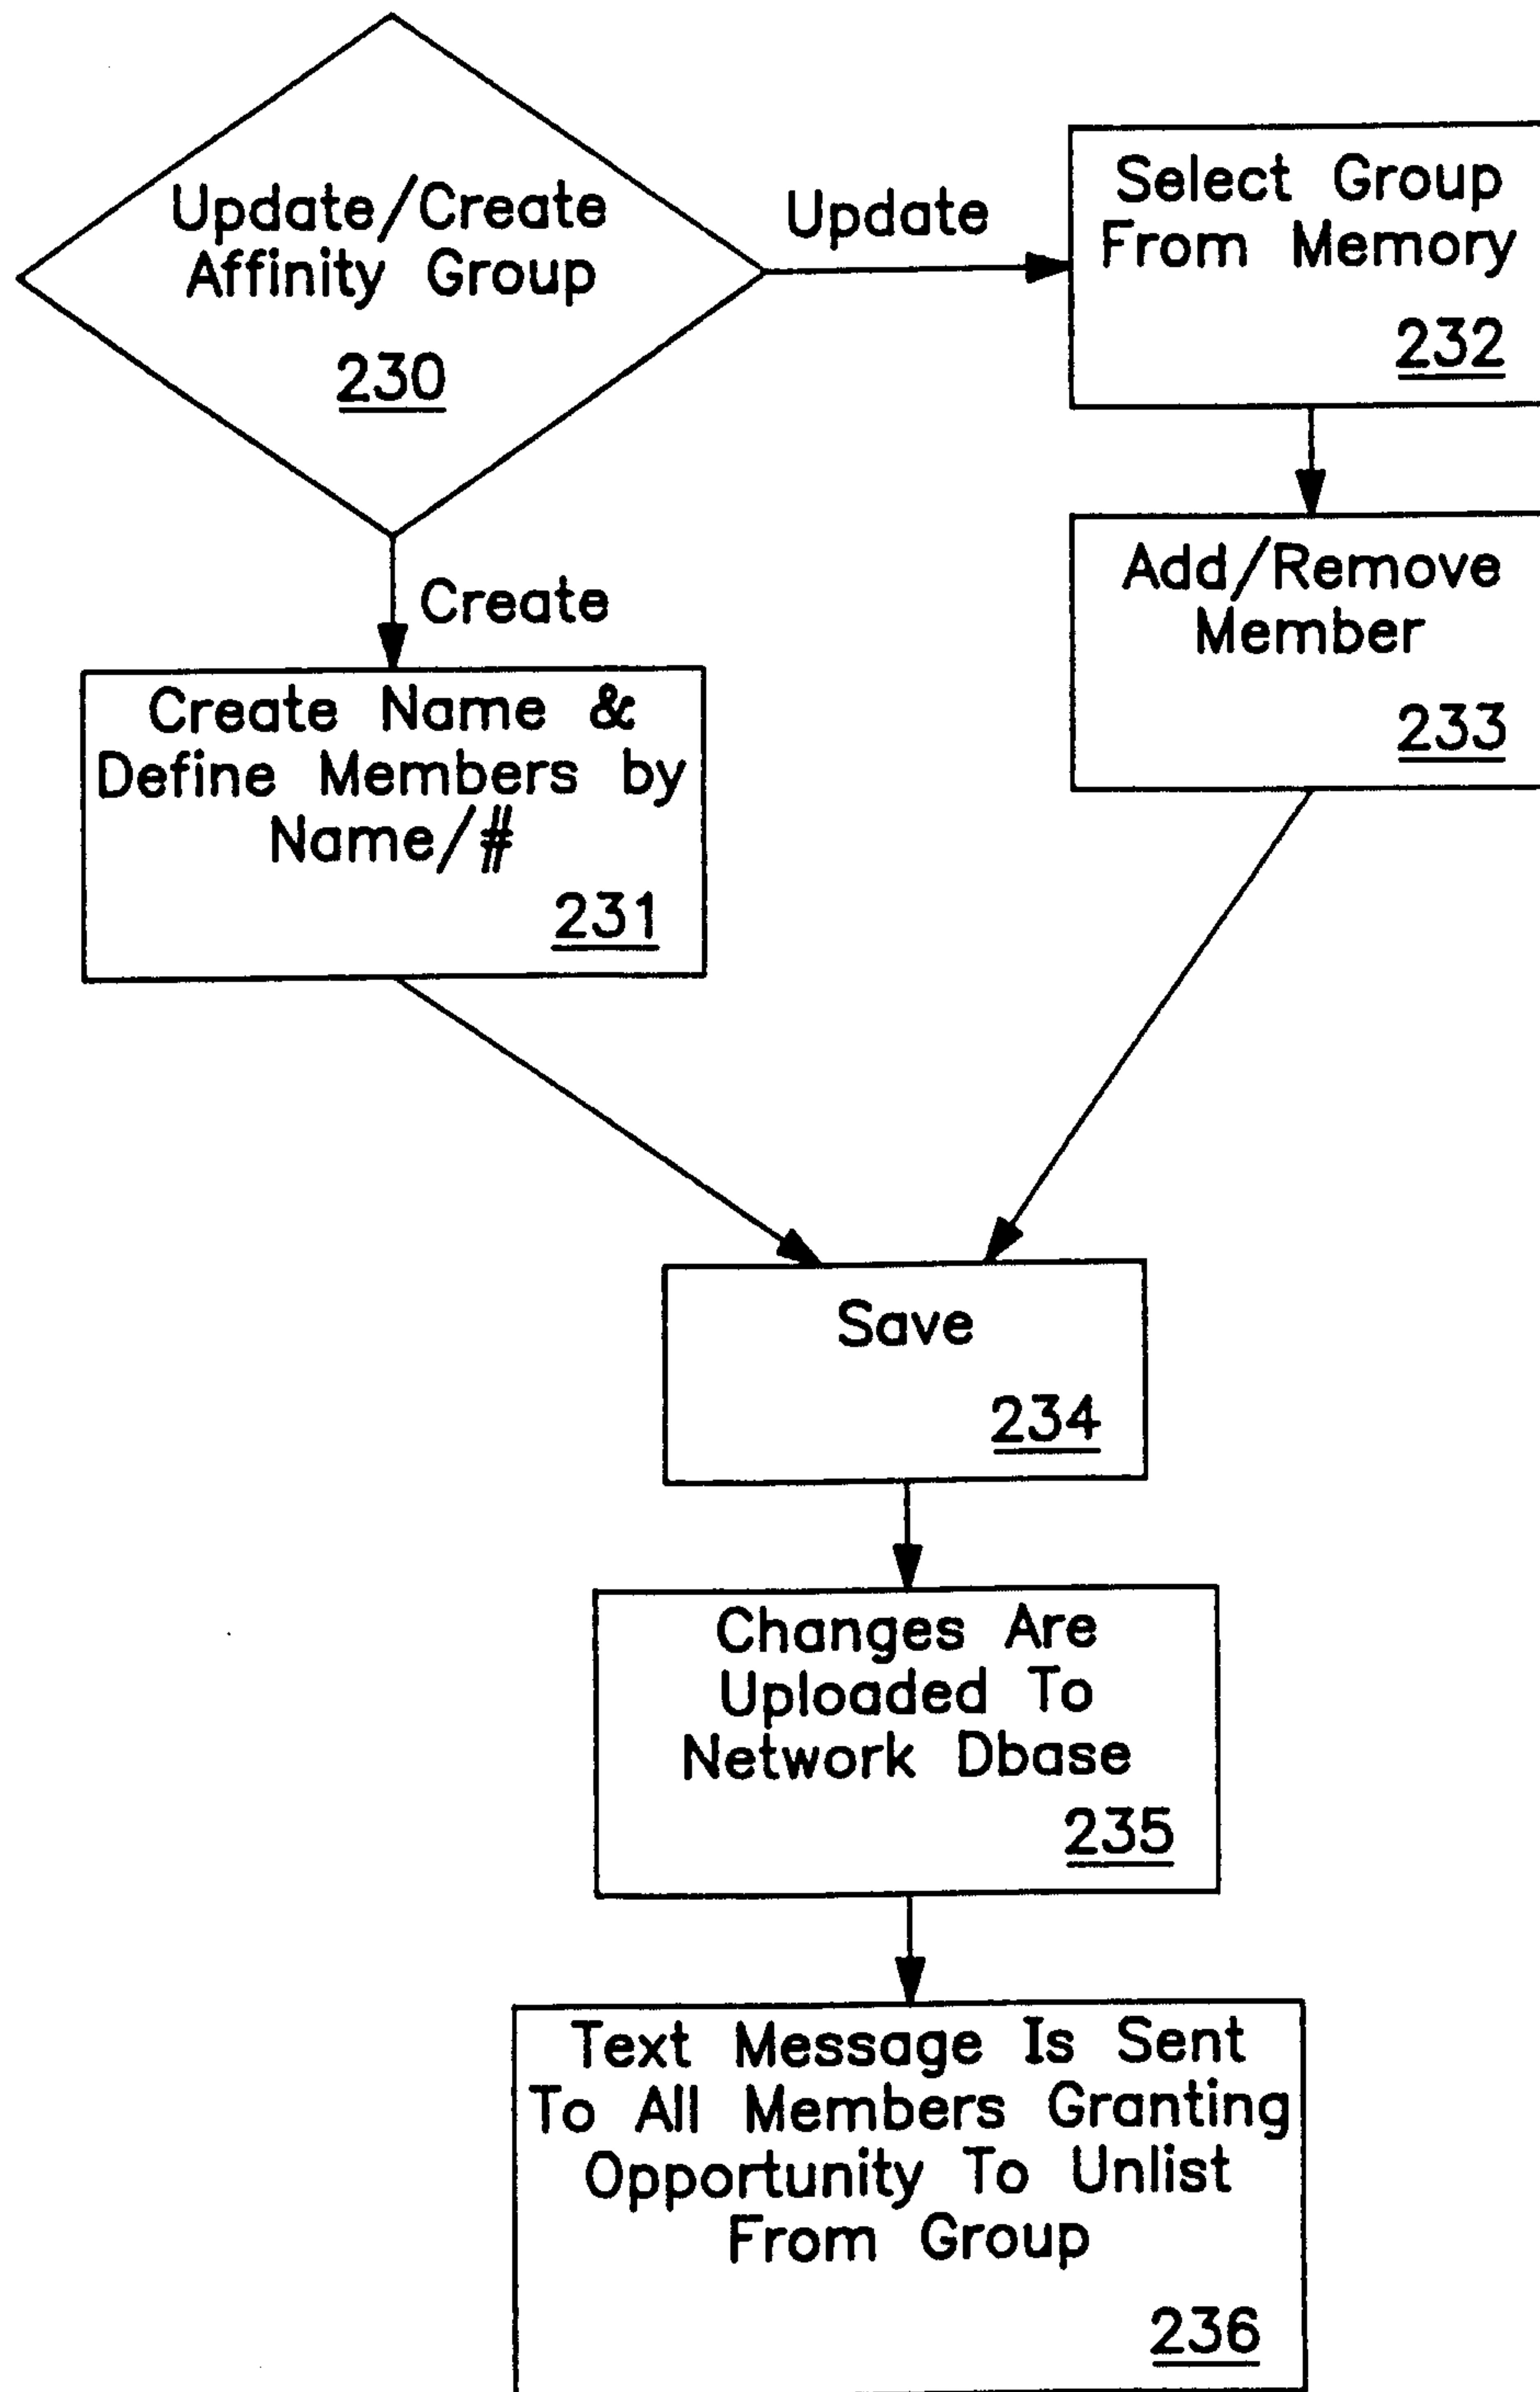 Update/Create
Affinity Group
230
Update
Select Group
From Memory
232
Add/Remove
Member
233
Create
Create Name &
Define Members by
Name/#
231
Save
234
Changes Are
Uploaded To
Network Dbase
235
Text Message Is Sent
To All Members Granting
Opportunity To Unlist
From Group
236